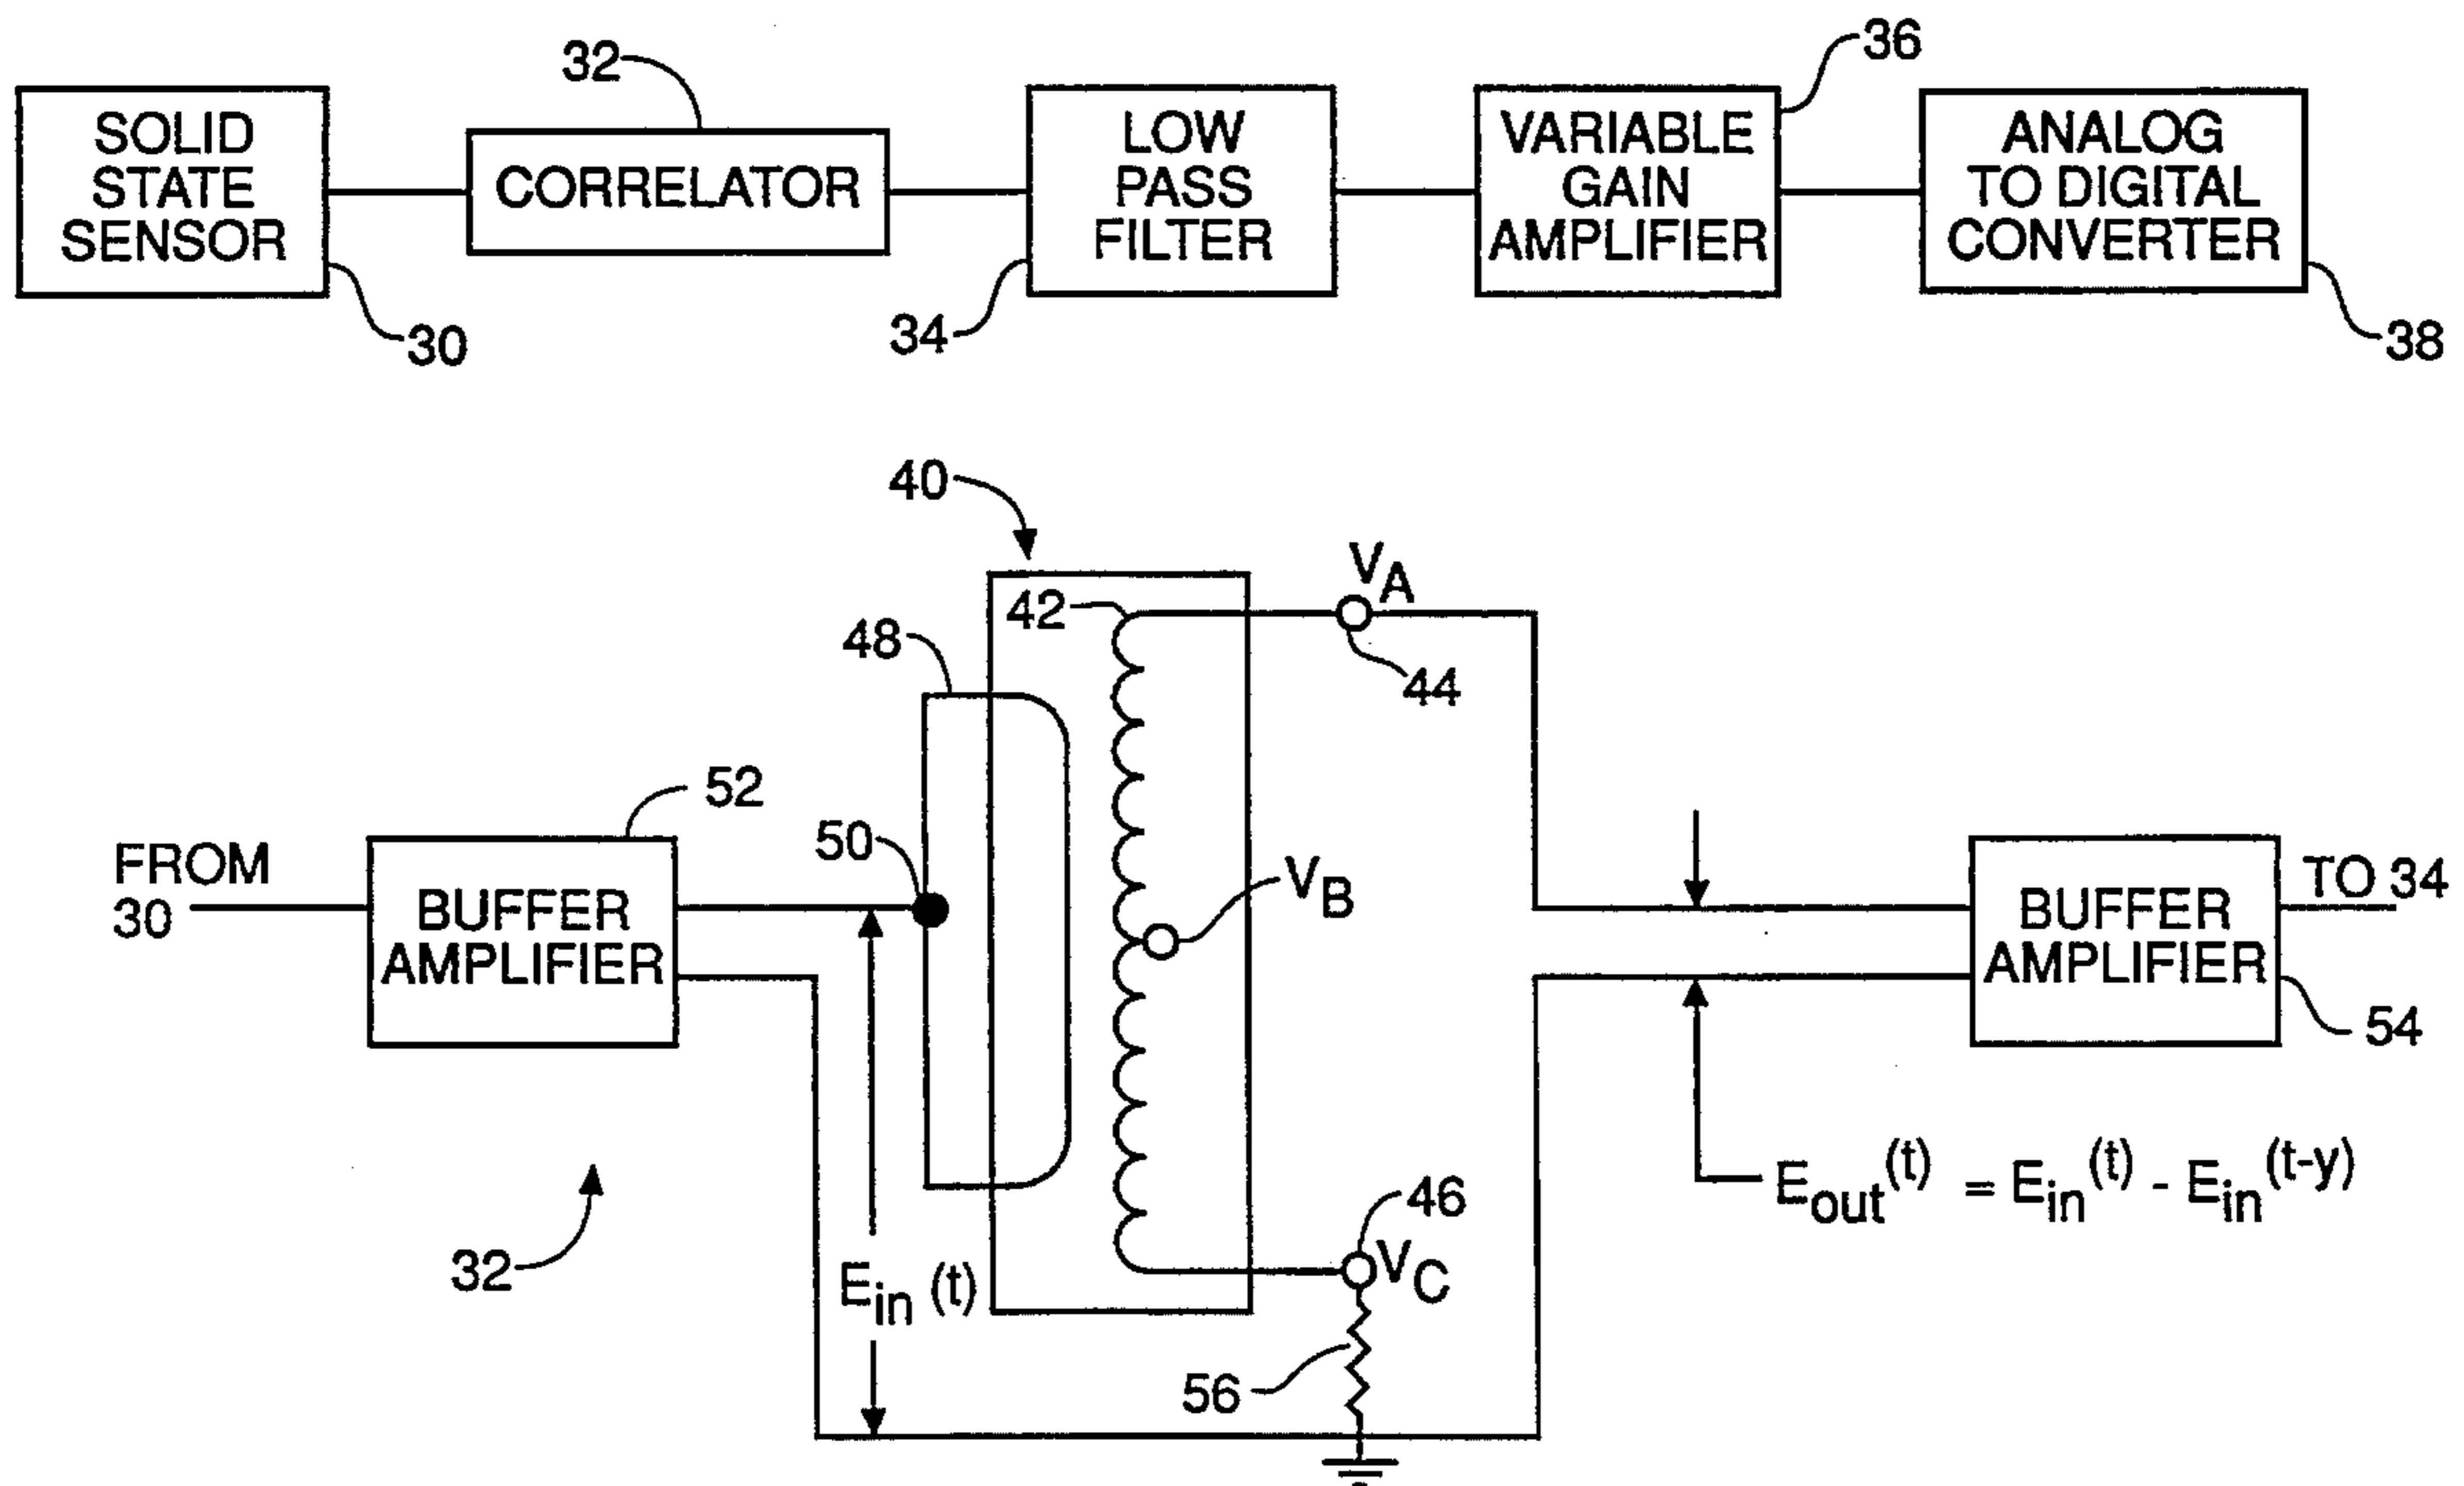 32
36
SOLID
STATE
SENSOR
CORRELATOR
LOW
PASS
FILTER
VARIABLE
GAIN
AMPLIFIER
ANALOG
TO DIGITAL
CONVERTER
30
34
38
40
42
VA
44
48
52
50
FROM
30
BUFFER
AMPLIFIER
VB
BUFFER
AMPLIFIER
TO 34
54
32
Ein (t)
46
VC
56
Eout(t) = Ein(t) - Ein(t-y)